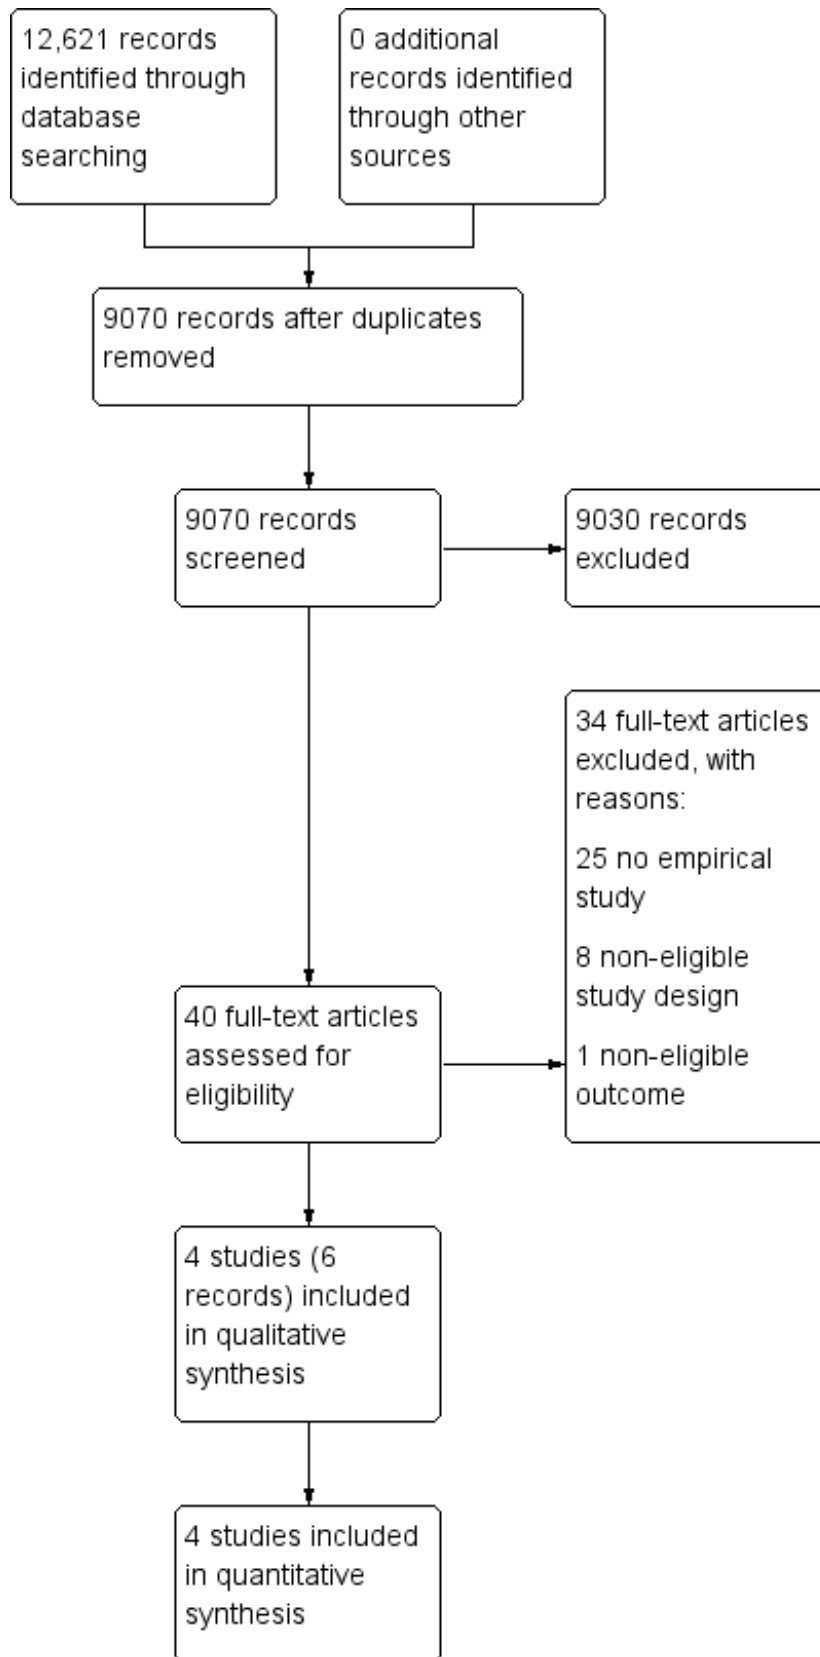 12,621 records
identified through
database
searching
0 additional
records identified
through other
sources
9070 records after duplicates
removed
9070 records
screened
9030 records
excluded
34 full-text articles
excluded, with
reasons:
25 no empirical
study
8 non-eligible
study design
1 non-eligible
outcome
40 full-text articles
assessed for
eligibility
4 studies (6
records) included
in qualitative
synthesis
4 studies included
in quantitative
synthesis